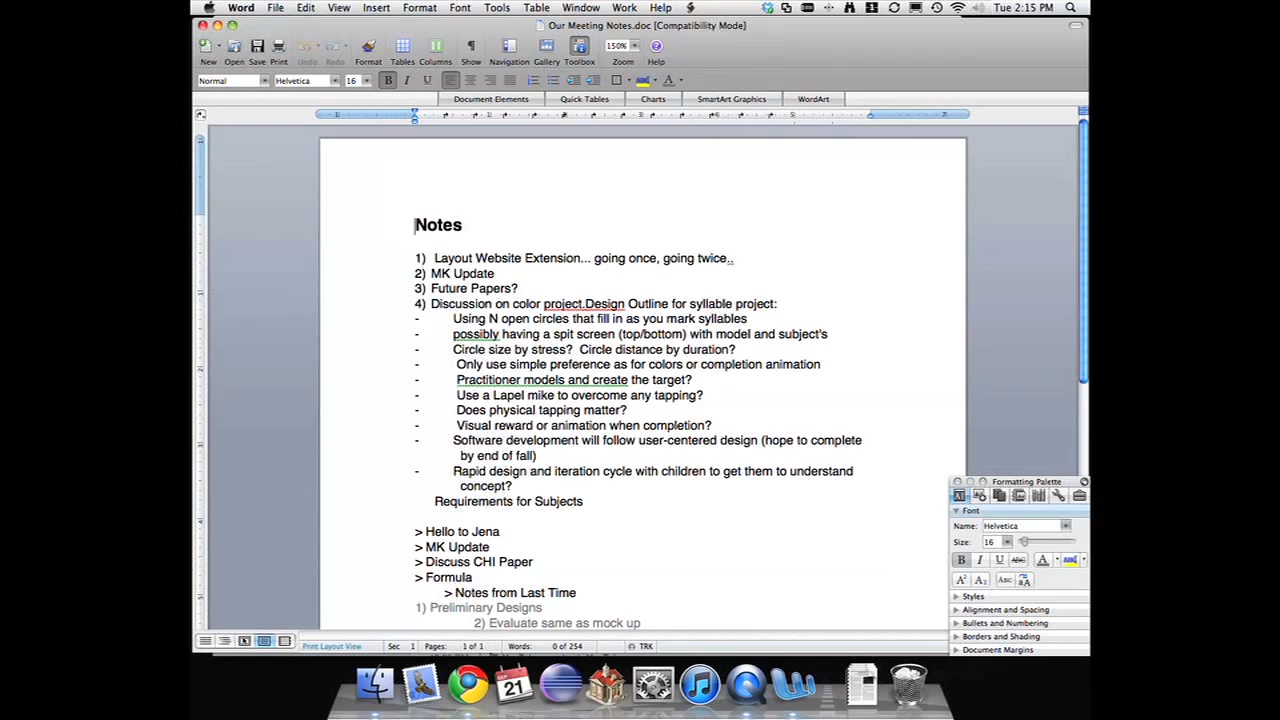 Word File Edit View Insert Format Font Tools Table Window Work Help Tue 2:15 PM
Our Meeting Notes.doc [Compatibility Mode]
150%
New Open Save Print Undo Redo Format Tables Columns Show Navigation Gallery Toolbox Zoom Help
Normal Helvetica 16 B I U A
Document Elements Quick Tables Charts SmartArt Graphics WordArt
Notes
1) Layout Website Extension... going once, going twice..
2) MK Update
3) Future Papers?
4) Discussion on color project.Design Outline for syllable project:
- Using N open circles that fill in as you mark syllables
- possibly having a spit screen (top/bottom) with model and subject's
- Circle size by stress? Circle distance by duration?
- Only use simple preference as for colors or completion animation
- Practitioner models and create the target?
- Use a Lapel mike to overcome any tapping?
- Does physical tapping matter?
- Visual reward or animation when completion?
- Software development will follow user-centered design (hope to complete
by end of fall)
- Rapid design and iteration cycle with children to get them to understand
concept?
Requirements for Subjects
> Hello to Jena
> MK Update
> Discuss CHI Paper
> Formula
> Notes from Last Time
1) Preliminary Designs
2) Evaluate same as mock up
Formatting Palette
Font
Name: Helvetica
Size: 16
B I U ABC A
A² A₂ Abc aA
Styles
Alignment and Spacing
Bullets and Numbering
Borders and Shading
Document Margins
Print Layout View Sec 1 Pages: 1 of 1 Words: 0 of 254 TRK
21